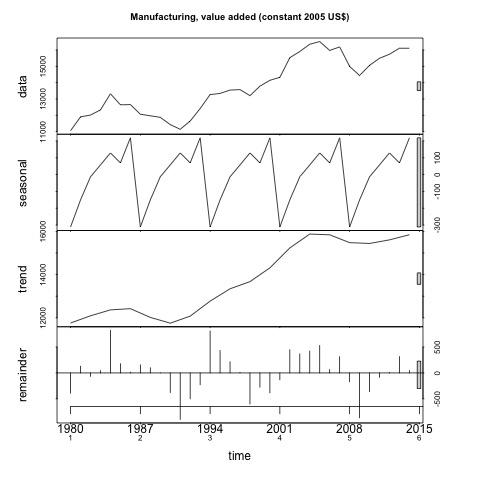 Manufacturing, value added (constant 2005 US$)
data
11000 13000 15000
seasonal
-300 -100 0 100
trend
12000 14000 16000
remainder
-500 0 500
1980 1987 1994 2001 2008 2015
1 2 3 4 5 6
time